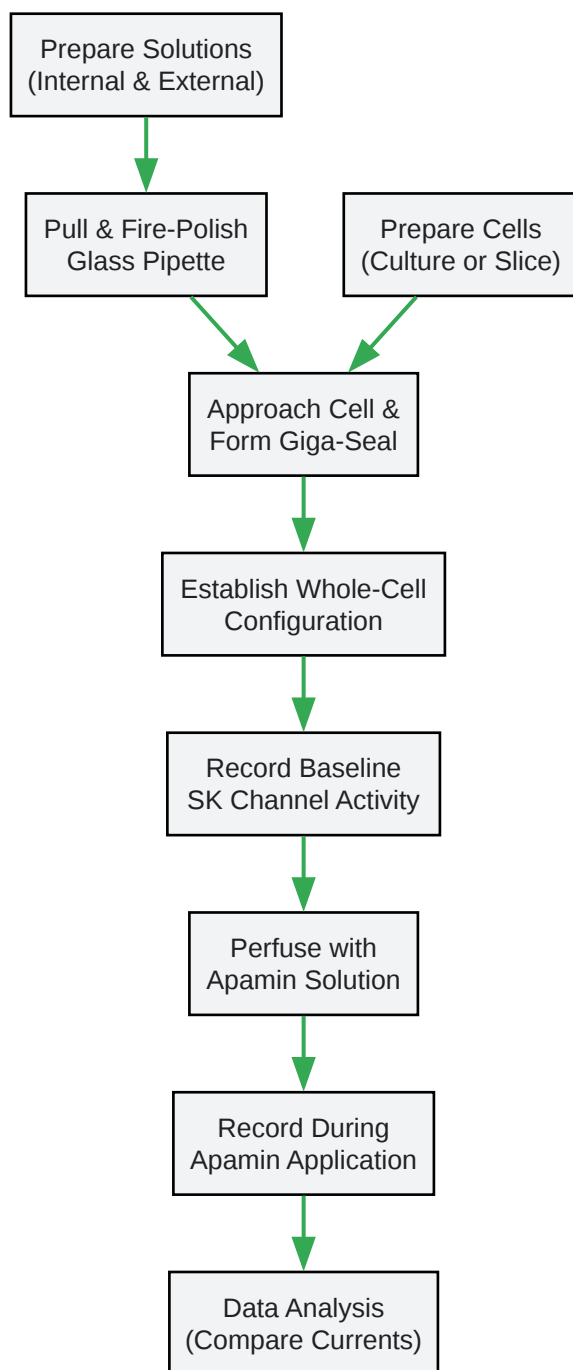 Prepare Solutions
(Internal & External)
Pull & Fire-Polish
Glass Pipette
Prepare Cells
(Culture or Slice)
Approach Cell &
Form Giga-Seal
Establish Whole-Cell
Configuration
Record Baseline
SK Channel Activity
Perfuse with
Apamin Solution
Record During
Apamin Application
Data Analysis
(Compare Currents)